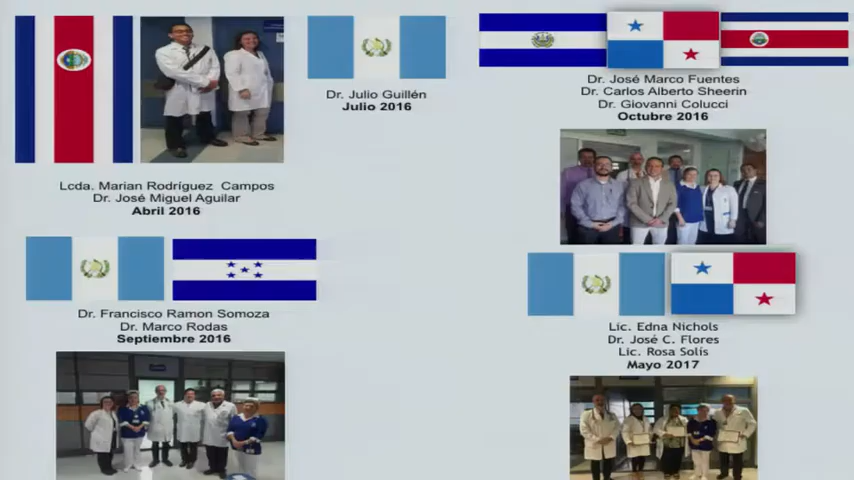 Lcda. Marian Rodríguez Campos
Dr. José Miguel Aguilar
Abril 2016
Dr. Julio Guillén
Julio 2016
Dr. José Marco Fuentes
Dr. Carlos Alberto Sheerin
Dr. Giovanni Colucci
Octubre 2016
Dr. Francisco Ramon Somoza
Dr. Marco Rodas
Septiembre 2016
Lic. Edna Nichols
Dr. José C. Flores
Lic. Rosa Solís
Mayo 2017